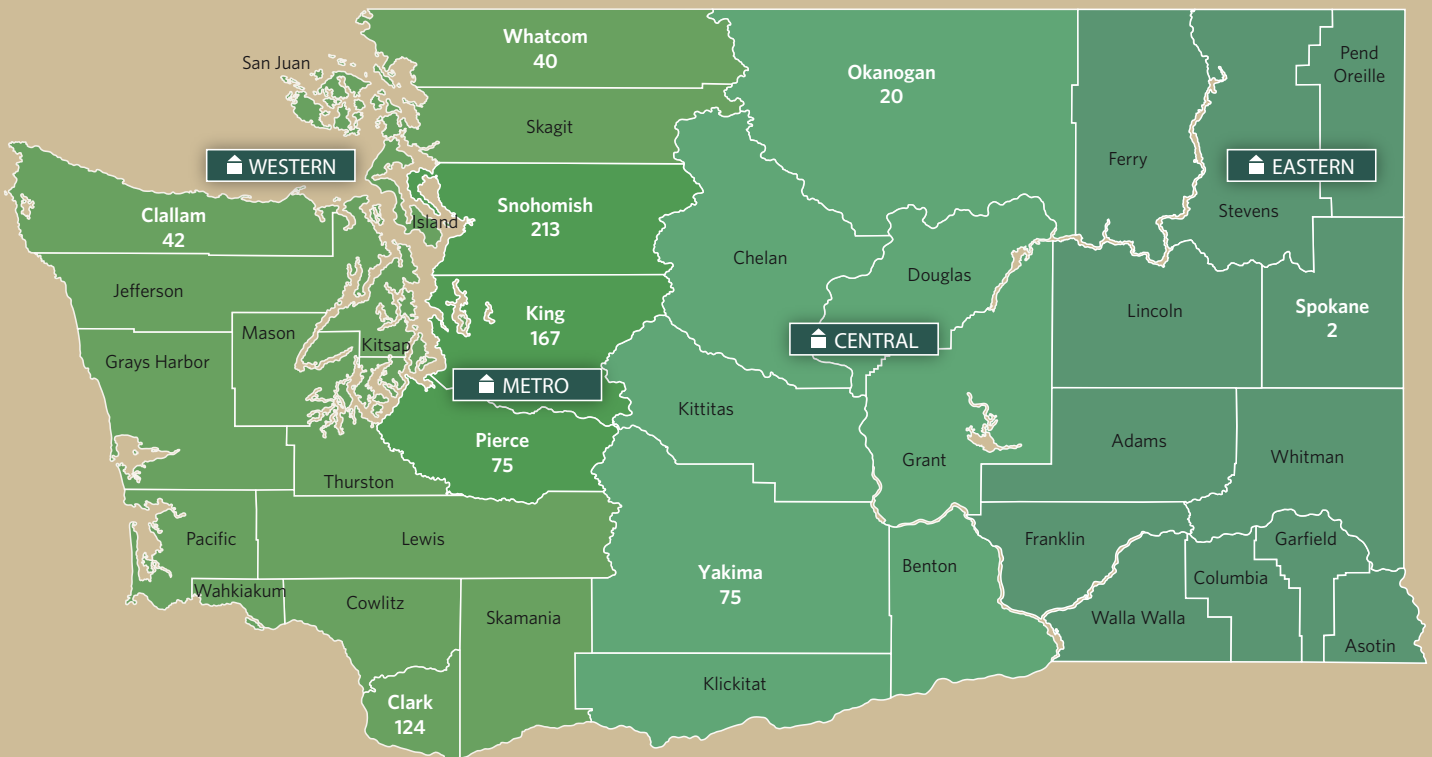 Whatcom
40
Okanogan
20
Pend
Oreille
San Juan
Skagit
Ferry
WESTERN
EASTERN
Clallam
42
Snohomish
213
Island
Stevens
Chelan
Douglas
Jefferson
King
167
Lincoln
Spokane
2
Mason
Kitsap
CENTRAL
Grays Harbor
METRO
Kittitas
Pierce
75
Grant
Adams
Whitman
Thurston
Pacific
Lewis
Franklin
Garfield
Yakima
75
Benton
Columbia
Wahkiakum
Cowlitz
Skamania
Walla Walla
Asotin
Klickitat
Clark
124